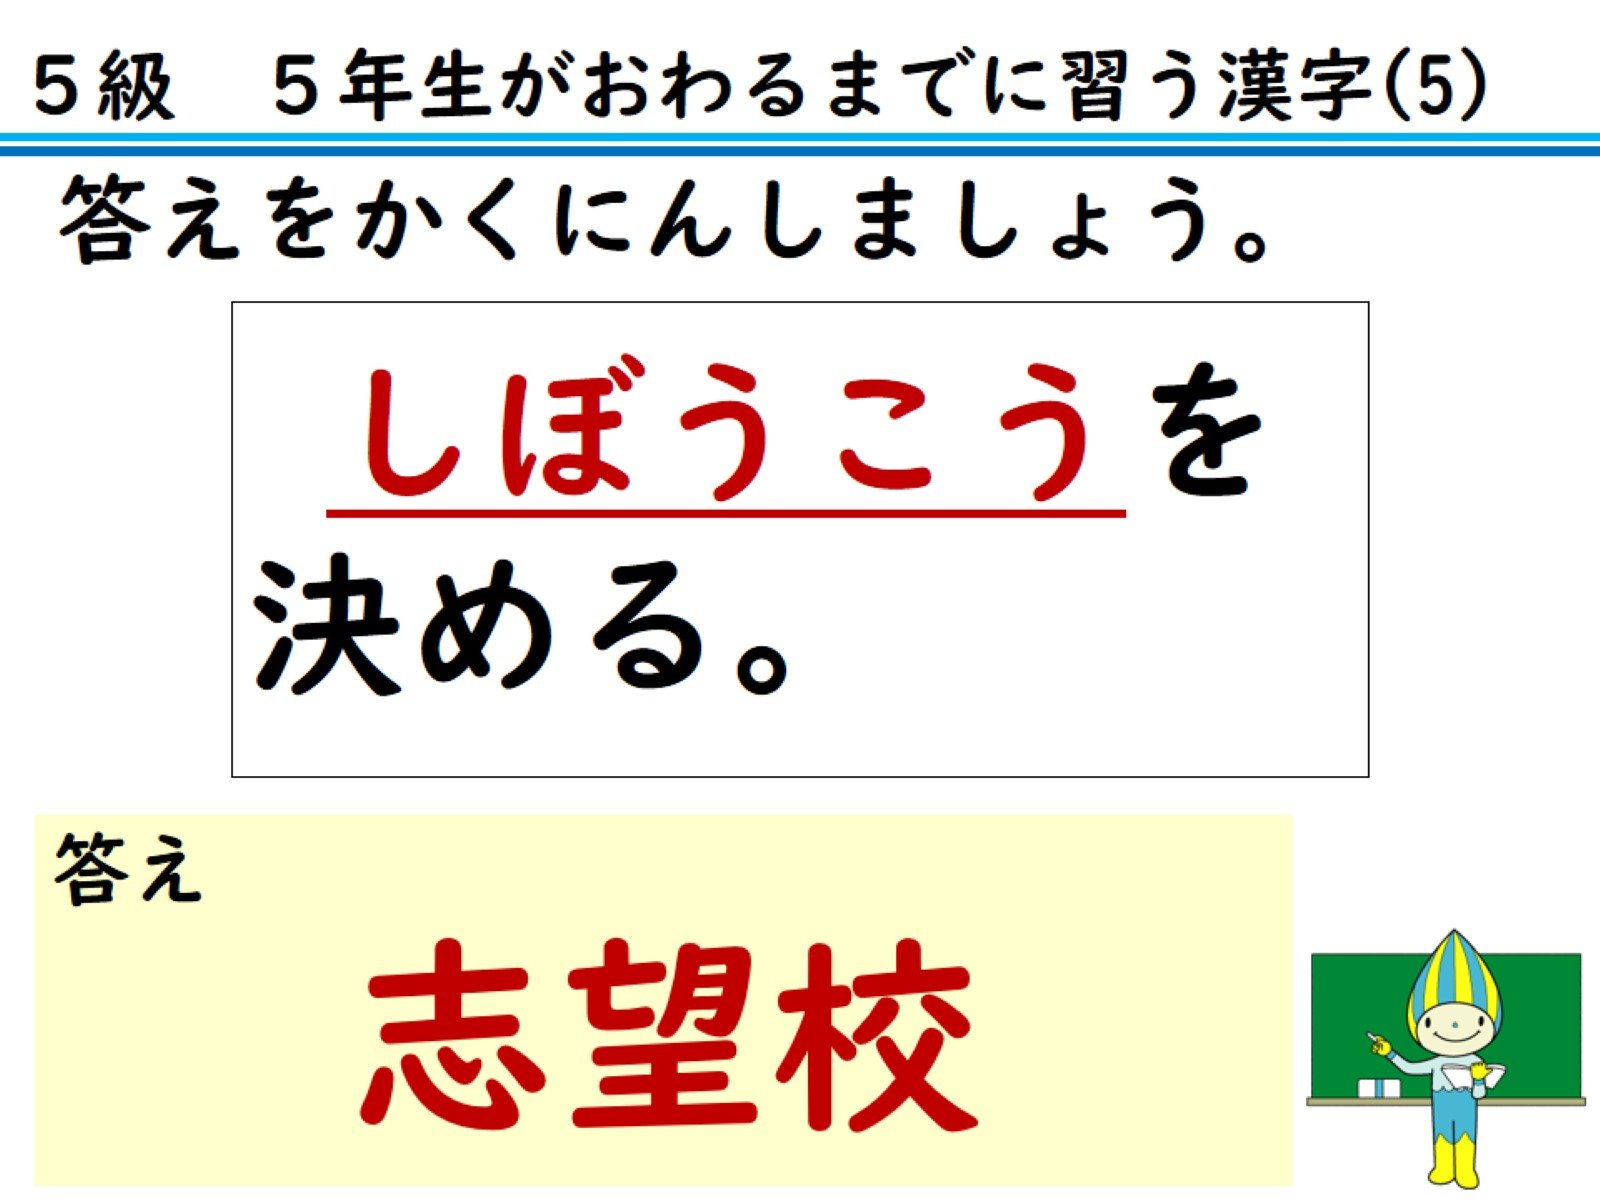 ５級　５年生がおわるまでに習う漢字(5)
答えをかくにんしましょう。
しぼうこうを
決める。
答え
志望校